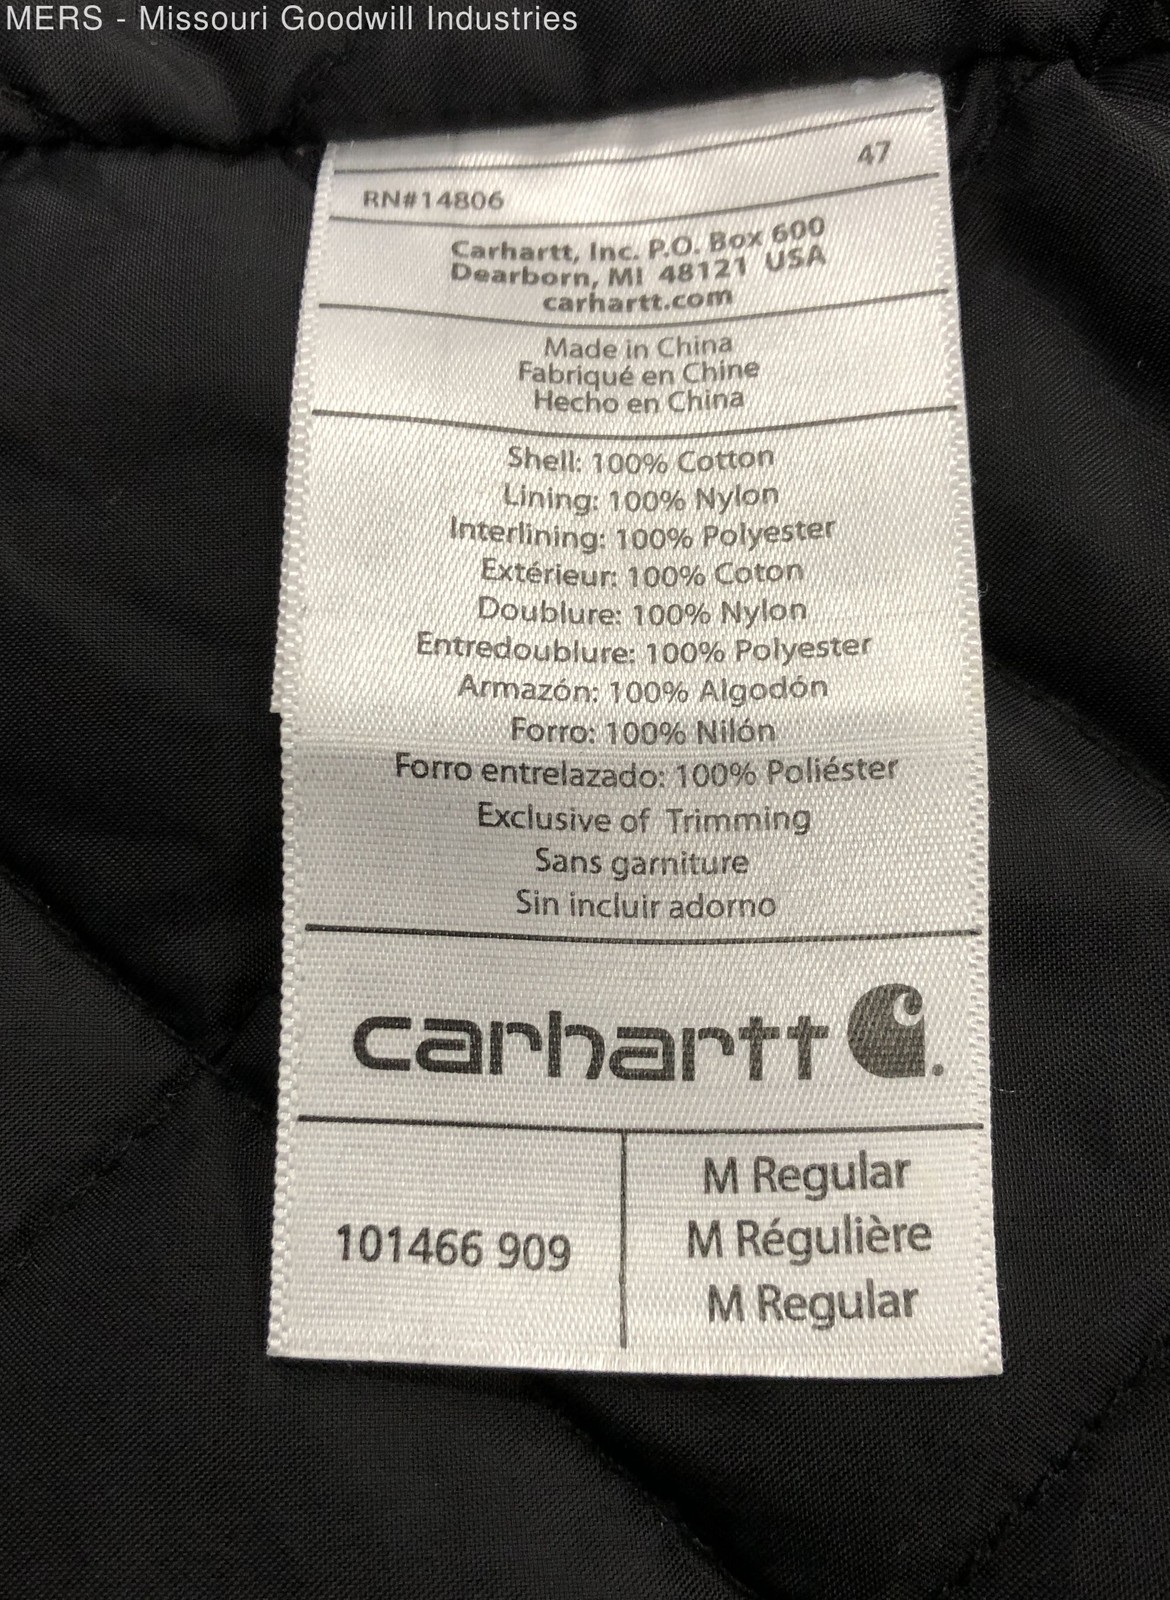 MERS - Missouri Goodwill Industries
47
RN#14806
Carhartt, Inc. P.O. Box 600
Dearborn, MI 48121 USA
carhartt.com
Made in China
Fabriqué en Chine
Hecho en China
Shell: 100% Cotton
Lining: 100% Nylon
Interlining: 100% Polyester
Extérieur: 100% Coton
Doublure: 100% Nylon
Entredoublure: 100% Polyester
Armazón: 100% Algodón
Forro: 100% Nilón
Forro entrelazado: 100% Poliéster
Exclusive of Trimming
Sans garniture
Sin incluir adorno
carhartt
101466 909
M Regular
M Régulière
M Regular